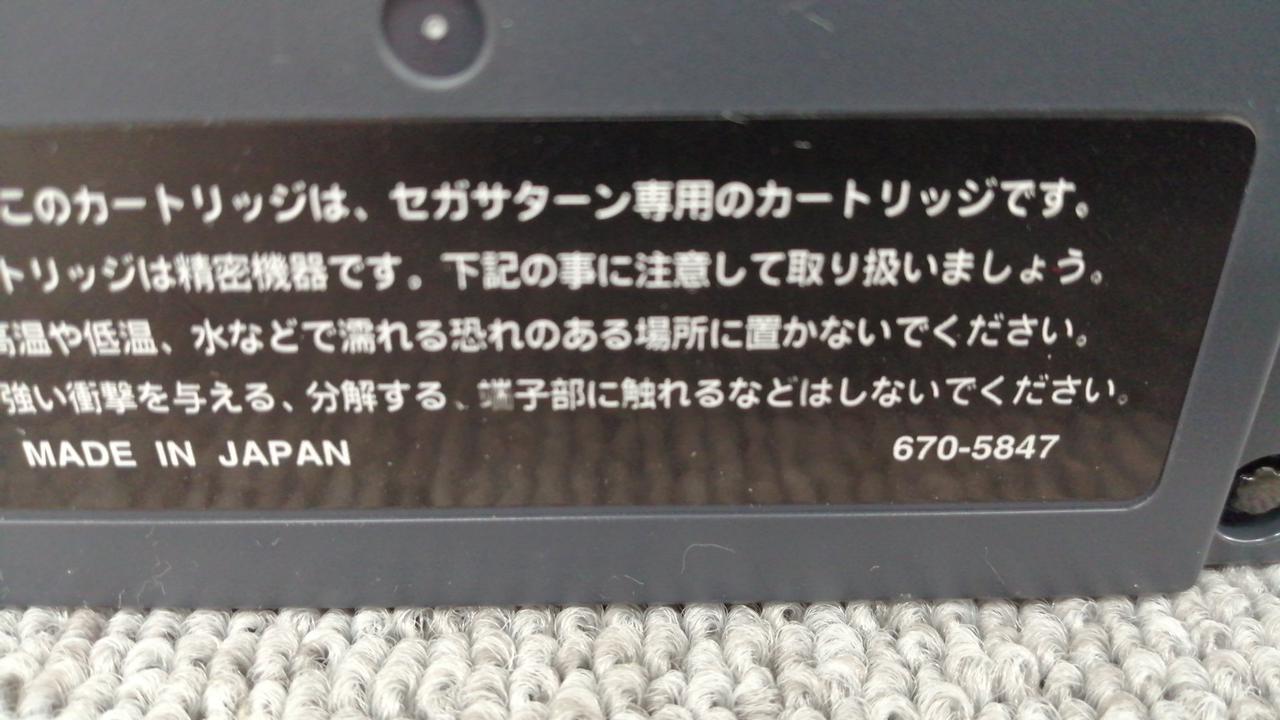 このカートリッジは、セガサターン専用のカートリッジです。
トリッジは精密機器です。下記の事に注意して取り扱いましょう。
高温や低温、水などで濡れる恐れのある場所に置かないでください。
強い衝撃を与える、分解する、端子部に触れるなどはしないでください。
MADE IN JAPAN 670-5847